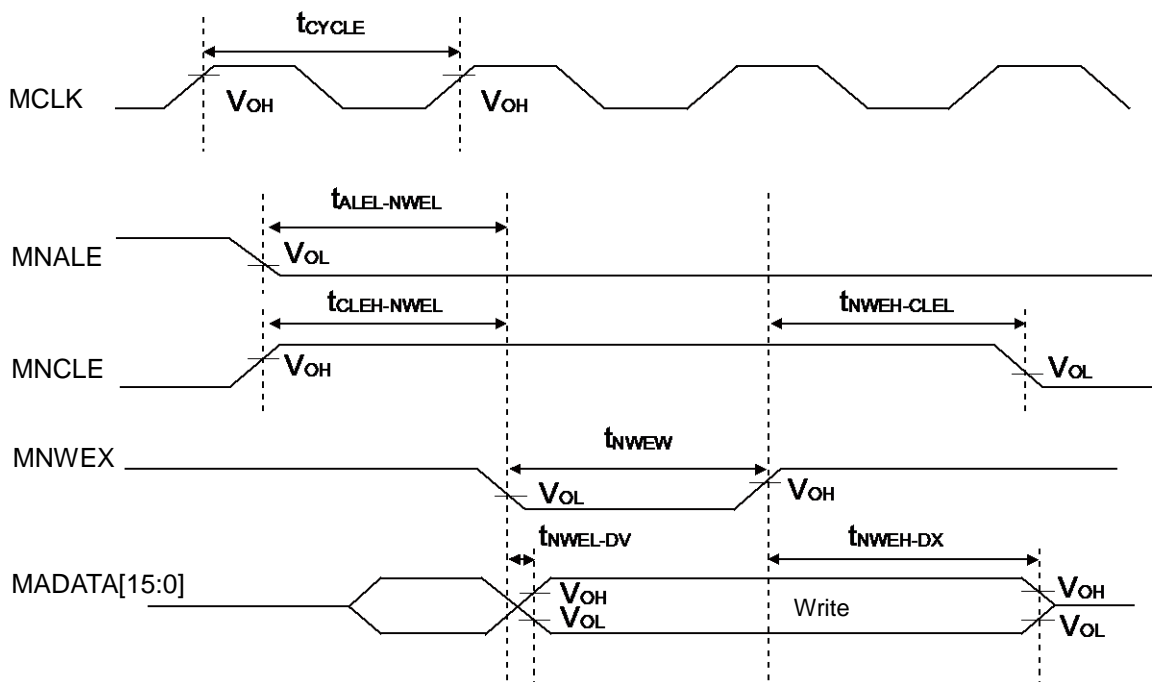 tCYCLE
MCLK
VOH
VOH
tALEL-NWEL
MNALE
VOL
tCLEH-NWEL
tNWEH-CLEL
MNCLE
VOH
VOL
tNWEW
MNWEX
VOL
VOH
tNWEL-DV
tNWEH-DX
MADATA[15:0]
VOH
VOH
Write
VOL
VOL